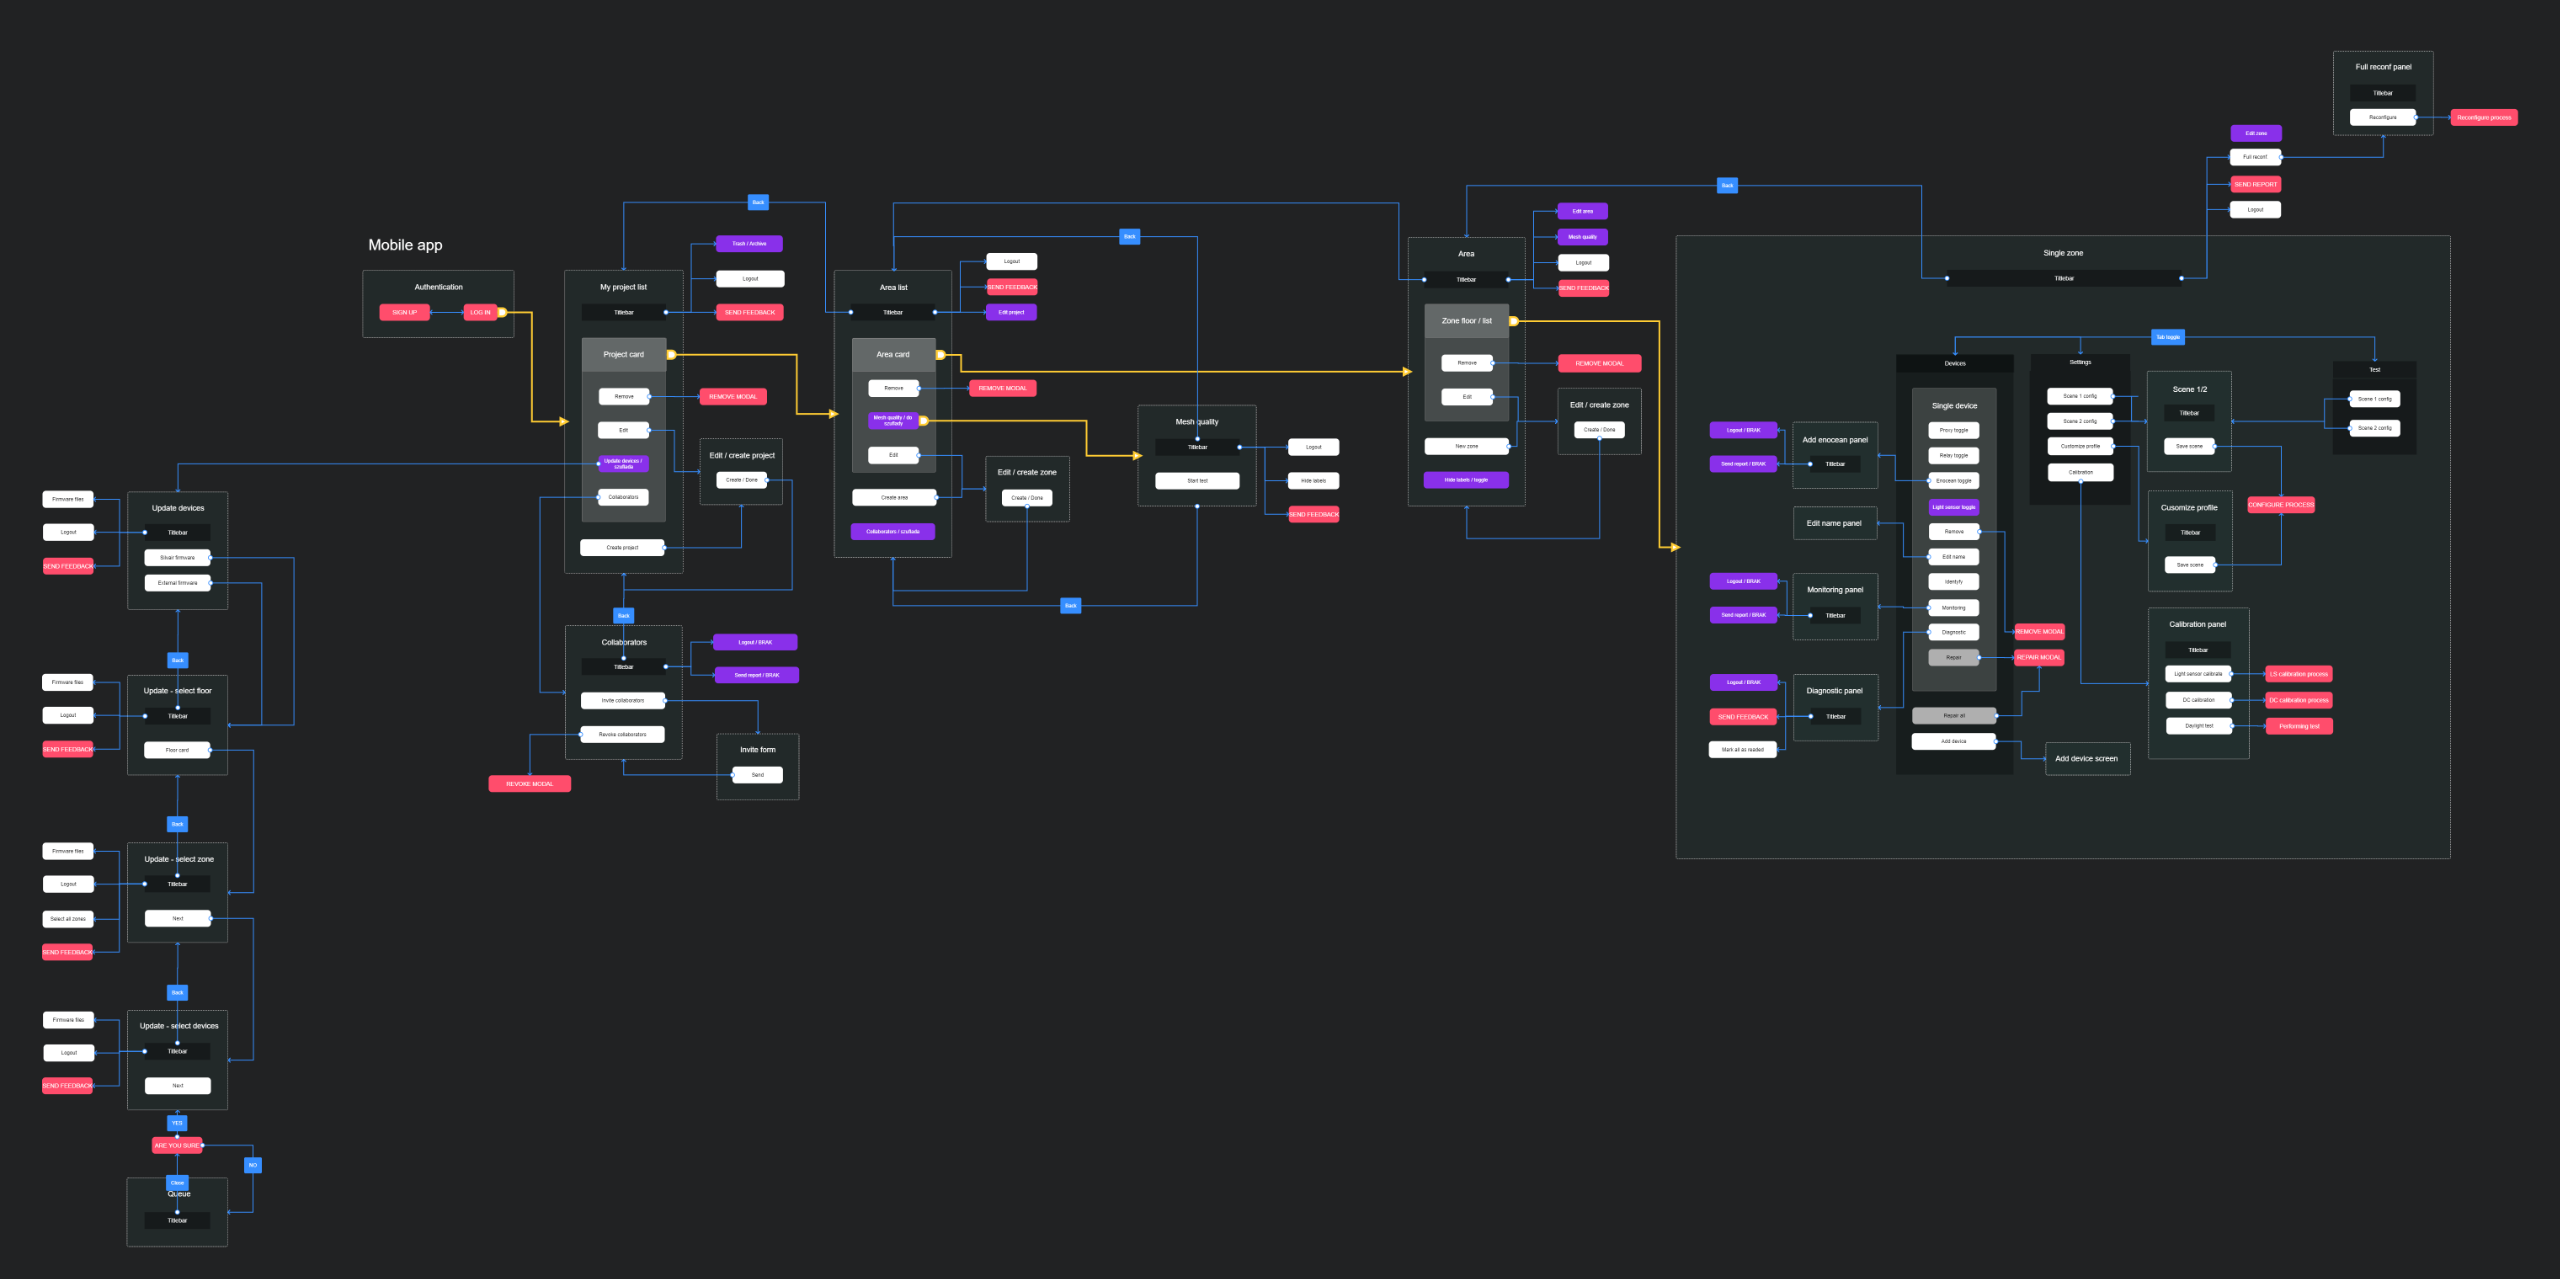 Mobile app
Authentication
SIGN UP
LOG IN
Back
My project list
Titlebar
Trash / Archive
Logout
SEND FEEDBACK
Project card
Remove
REMOVE MODAL
Edit
Update devices /
szuflada
Collaborators
Create project
Edit / create project
Create / Done
Back
Collaborators
Titlebar
Logout / BRAK
Send report / BRAK
Invite collaborators
Revoke collaborators
REVOKE MODAL
Invite form
Send
Firmware files
Logout
SEND FEEDBACK
Update devices
Titlebar
Silvair firmware
External firmware
Back
Firmware files
Logout
SEND FEEDBACK
Update - select floor
Titlebar
Floor card
Back
Firmware files
Logout
Select all zones
SEND FEEDBACK
Update - select zone
Titlebar
Next
Back
Firmware files
Logout
SEND FEEDBACK
Update - select devices
Titlebar
Next
YES
ARE YOU SURE
NO
Close
Queue
Titlebar
Area list
Titlebar
Logout
SEND FEEDBACK
Edit project
Area card
Remove
REMOVE MODAL
Mesh quality / do
szuflady
Edit
Create area
Collaborators / szuflada
Edit / create zone
Create / Done
Back
Back
Mesh quality
Titlebar
Start test
Logout
Hide labels
SEND FEEDBACK
Back
Area
Titlebar
Edit area
Mesh quality
Logout
SEND FEEDBACK
Zone floor / list
Remove
REMOVE MODAL
Edit
New zone
Hide labels / toggle
Edit / create zone
Create / Done
Single zone
Titlebar
Edit zone
Full reconf
SEND REPORT
Logout
Full reconf panel
Titlebar
Reconfigure
Reconfigure process
Tab toggle
Devices
Single device
Proxy toggle
Relay toggle
Enocean toggle
Light sensor toggle
Remove
Edit name
Identyfy
Monitoring
Diagnostic
Repair
Repair all
Add device
REMOVE MODAL
REPAIR MODAL
Add device screen
Logout / BRAK
Send report / BRAK
Add enocean panel
Titlebar
Edit name panel
Logout / BRAK
Send report / BRAK
Monitoring panel
Titlebar
Logout / BRAK
SEND FEEDBACK
Mark all as readed
Diagnostic panel
Titlebar
Settings
Scene 1 config
Scene 2 config
Customize profile
Calibration
Scene 1/2
Titlebar
Save scene
Cusomize profile
Titlebar
Save scene
CONFIGURE PROCESS
Test
Scene 1 config
Scene 2 config
Calibration panel
Titlebar
Light sensor calibrate
DC calibration
Daylight test
LS calibration process
DC calibration process
Performing test